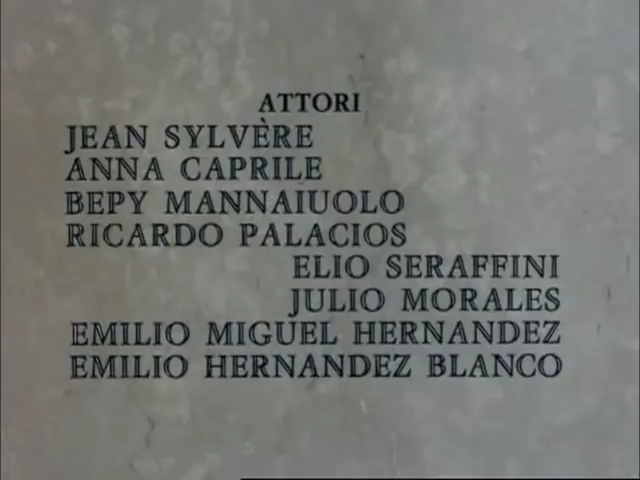 ATTORI
JEAN SYLVÈRE
ANNA CAPRILE
BEPY MANNAIUOLO
RICARDO PALACIOS
ELIO SERAFFINI
JULIO MORALES
EMILIO MIGUEL HERNANDEZ
EMILIO HERNANDEZ BLANCO